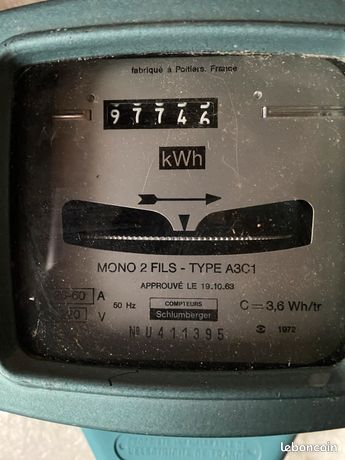 fabriqué à Poitiers. France
97746
kWh
MONO 2 FILS - TYPE A3C1
APPROUVÉ LE 19.10.63
A
50 Hz
COMPTEURS
Schlumberger
C = 3,6 Wh/tr
V
No U411395
1972
leboncoin